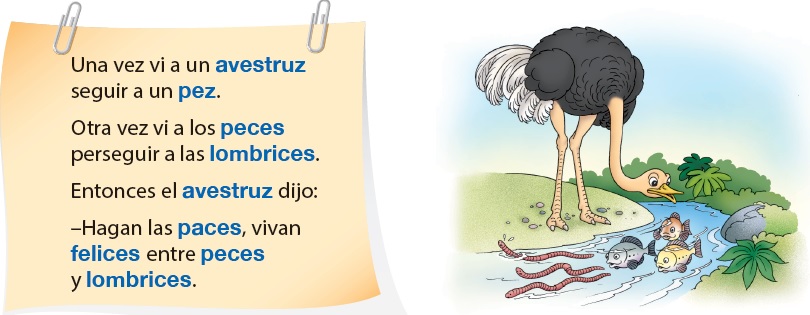 Una vez vi a un avestruz
seguir a un pez.
Otra vez vi a los peces
perseguir a las lombrices.
Entonces el avestruz dijo:
–Hagan las paces, vivan
felices entre peces
y lombrices.